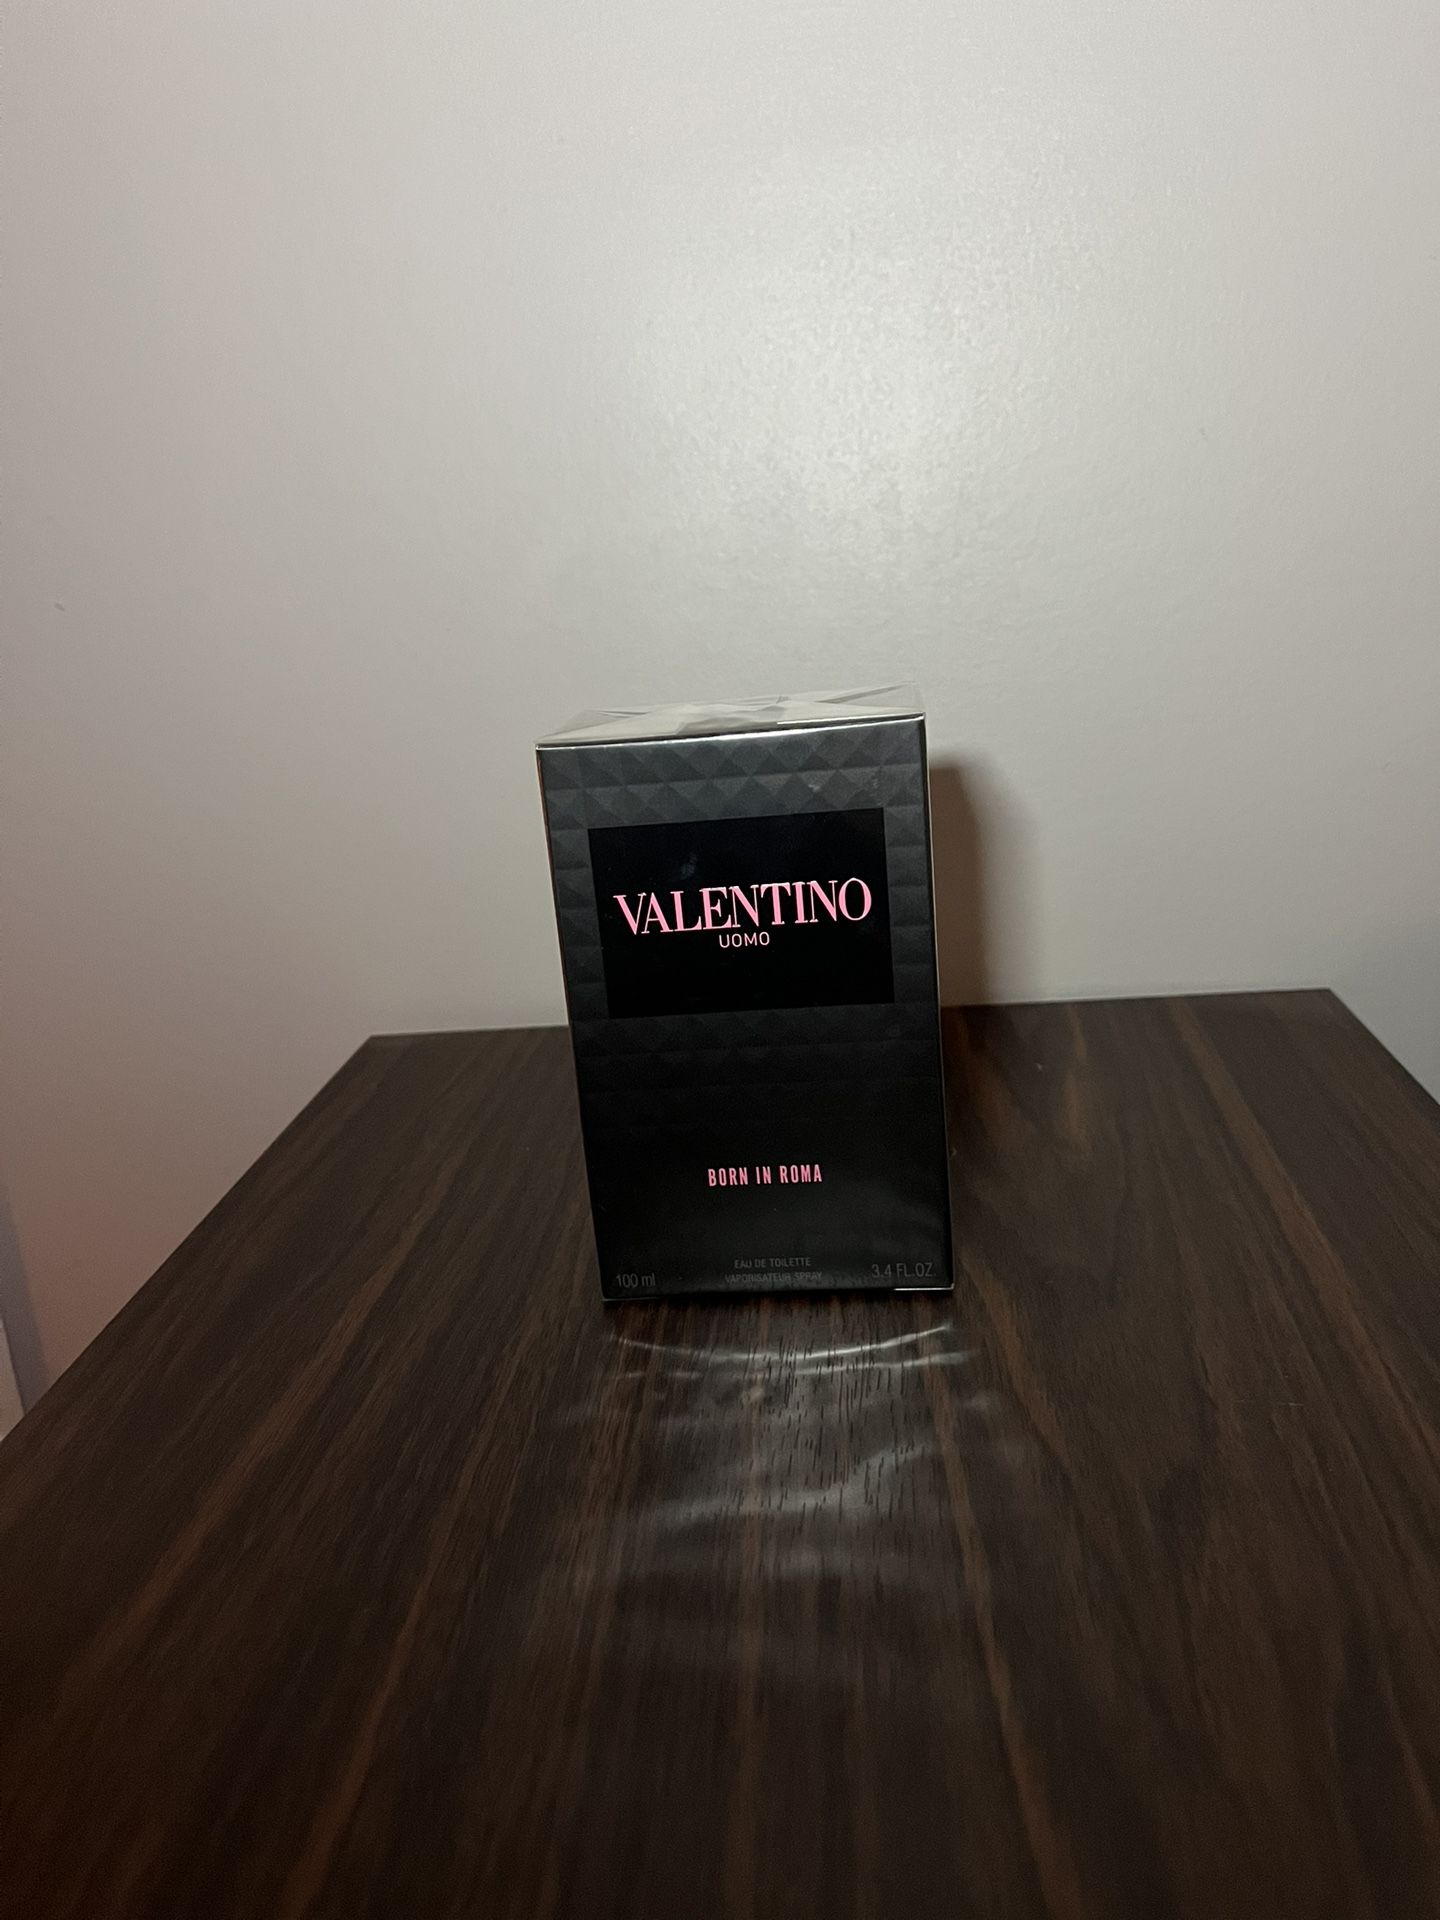 VALENTINO
UOMO
BORN IN ROMA
EAU DE TOILETTE
100 ml VAPORISATEUR SPRAY 3.4 FL.OZ.